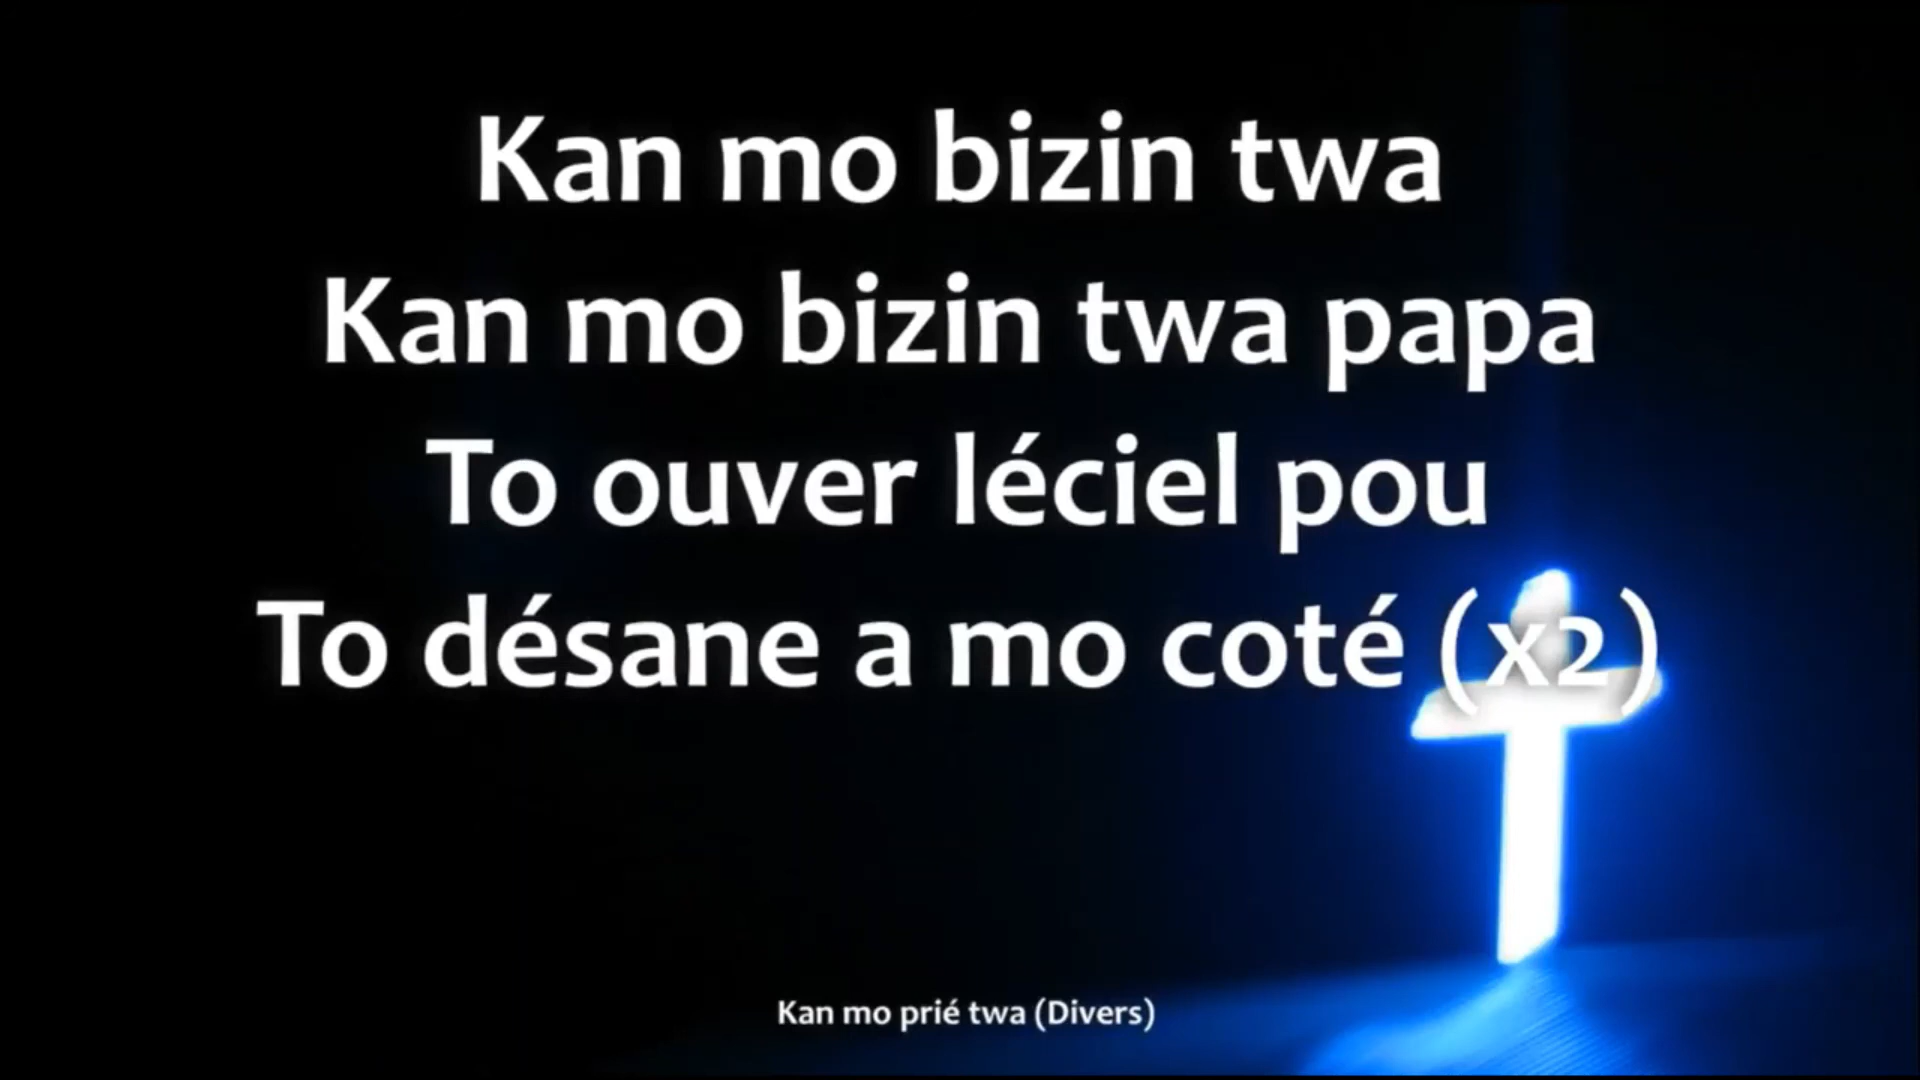 Kan mo bizin twa
Kan mo bizin twa papa
To ouver léciel pou
To désane a mo coté (x2)
Kan mo prié twa (Divers)